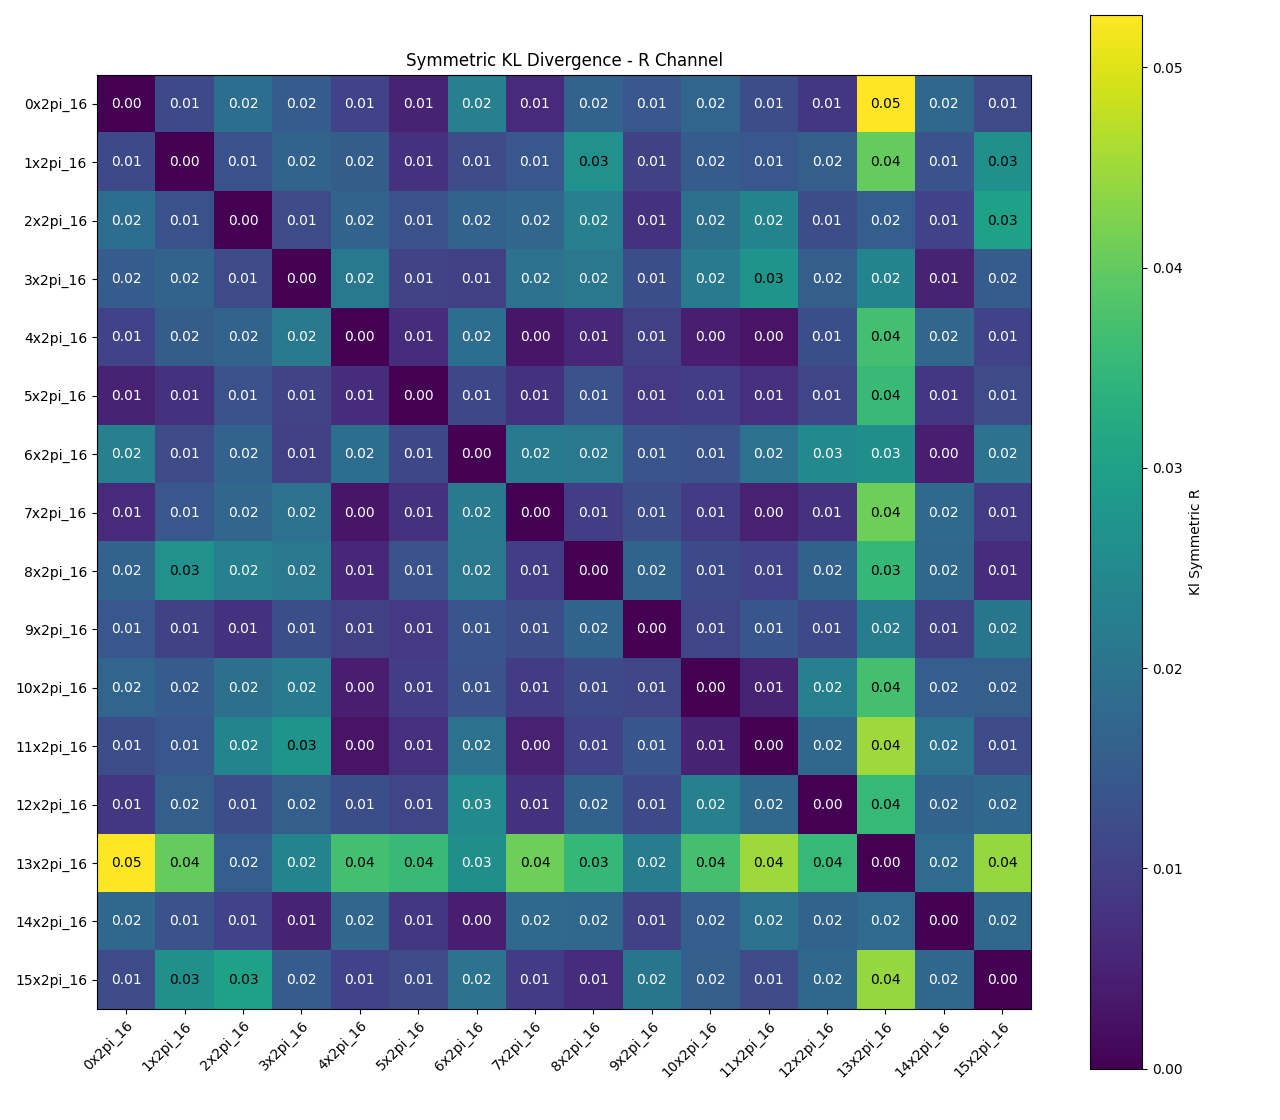 Symmetric KL Divergence - R Channel
0x2pi_16 0.00 0.01 0.02 0.02 0.01 0.01 0.02 0.01 0.02 0.01 0.02 0.01 0.01 0.05 0.02 0.01
1x2pi_16 0.01 0.00 0.01 0.02 0.02 0.01 0.01 0.01 0.03 0.01 0.02 0.01 0.02 0.04 0.01 0.03
2x2pi_16 0.02 0.01 0.00 0.01 0.02 0.01 0.02 0.02 0.02 0.01 0.02 0.02 0.01 0.02 0.01 0.03
3x2pi_16 0.02 0.02 0.01 0.00 0.02 0.01 0.01 0.02 0.02 0.01 0.02 0.03 0.02 0.02 0.01 0.02
4x2pi_16 0.01 0.02 0.02 0.02 0.00 0.01 0.02 0.00 0.01 0.01 0.00 0.00 0.01 0.04 0.02 0.01
5x2pi_16 0.01 0.01 0.01 0.01 0.01 0.00 0.01 0.01 0.01 0.01 0.01 0.01 0.01 0.04 0.01 0.01
6x2pi_16 0.02 0.01 0.02 0.01 0.02 0.01 0.00 0.02 0.02 0.01 0.01 0.02 0.03 0.03 0.00 0.02
7x2pi_16 0.01 0.01 0.02 0.02 0.00 0.01 0.02 0.00 0.01 0.01 0.01 0.00 0.01 0.04 0.02 0.01
8x2pi_16 0.02 0.03 0.02 0.02 0.01 0.01 0.02 0.01 0.00 0.02 0.01 0.01 0.02 0.03 0.02 0.01
9x2pi_16 0.01 0.01 0.01 0.01 0.01 0.01 0.01 0.01 0.02 0.00 0.01 0.01 0.01 0.02 0.01 0.02
10x2pi_16 0.02 0.02 0.02 0.02 0.00 0.01 0.01 0.01 0.01 0.01 0.00 0.01 0.02 0.04 0.02 0.02
11x2pi_16 0.01 0.01 0.02 0.03 0.00 0.01 0.02 0.00 0.01 0.01 0.01 0.00 0.02 0.04 0.02 0.01
12x2pi_16 0.01 0.02 0.01 0.02 0.01 0.01 0.03 0.01 0.02 0.01 0.02 0.02 0.00 0.04 0.02 0.02
13x2pi_16 0.05 0.04 0.02 0.02 0.04 0.04 0.03 0.04 0.03 0.02 0.04 0.04 0.04 0.00 0.02 0.04
14x2pi_16 0.02 0.01 0.01 0.01 0.02 0.01 0.00 0.02 0.02 0.01 0.02 0.02 0.02 0.02 0.00 0.02
15x2pi_16 0.01 0.03 0.03 0.02 0.01 0.01 0.02 0.01 0.01 0.02 0.02 0.01 0.02 0.04 0.02 0.00
0x2pi_16 1x2pi_16 2x2pi_16 3x2pi_16 4x2pi_16 5x2pi_16 6x2pi_16 7x2pi_16 8x2pi_16 9x2pi_16 10x2pi_16 11x2pi_16 12x2pi_16 13x2pi_16 14x2pi_16 15x2pi_16
0.05
0.04
0.03
0.02
0.01
0.00
Kl Symmetric R